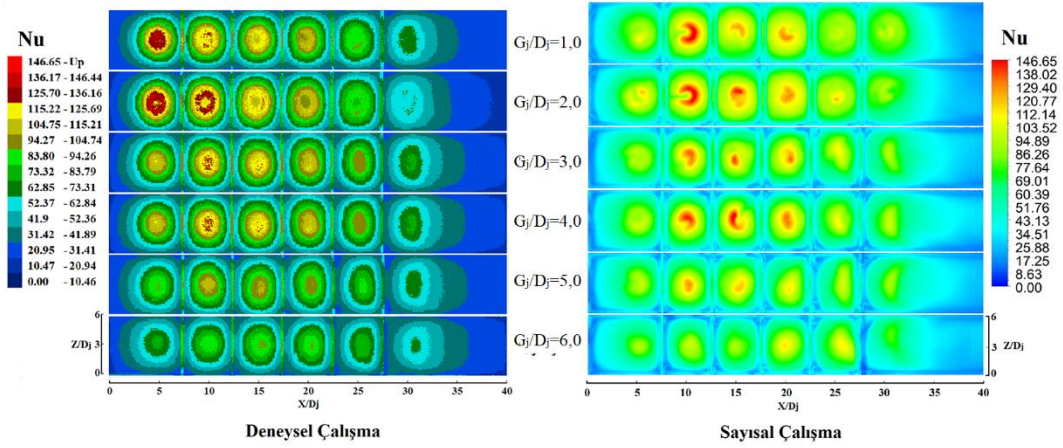 Nu
146.65 - Up
136.17 - 146.44
125.70 - 136.16
115.22 - 125.69
104.75 - 115.21
94.27 - 104.74
83.80 - 94.26
73.32 - 83.79
62.85 - 73.31
52.37 - 62.84
41.9 - 52.36
31.42 - 41.89
20.95 - 31.41
10.47 - 20.94
0.00 - 10.46
6
Z/Dj 3
0
0 5 10 15 20 25 30 35 40
X/Dj
Deneysel Çalışma
Gj/Dj=1,0
Gj/Dj=2,0
Gj/Dj=3,0
Gj/Dj=4,0
Gj/Dj=5,0
Gj/Dj=6,0
0 5 10 15 20 25 30 35 40
X/Dj
Sayısal Çalışma
6
3 Z/Dj
0
Nu
146.65
138.02
129.40
120.77
112.14
103.52
94.89
86.26
77.64
69.01
60.39
51.76
43.13
34.51
25.88
17.25
8.63
0.00